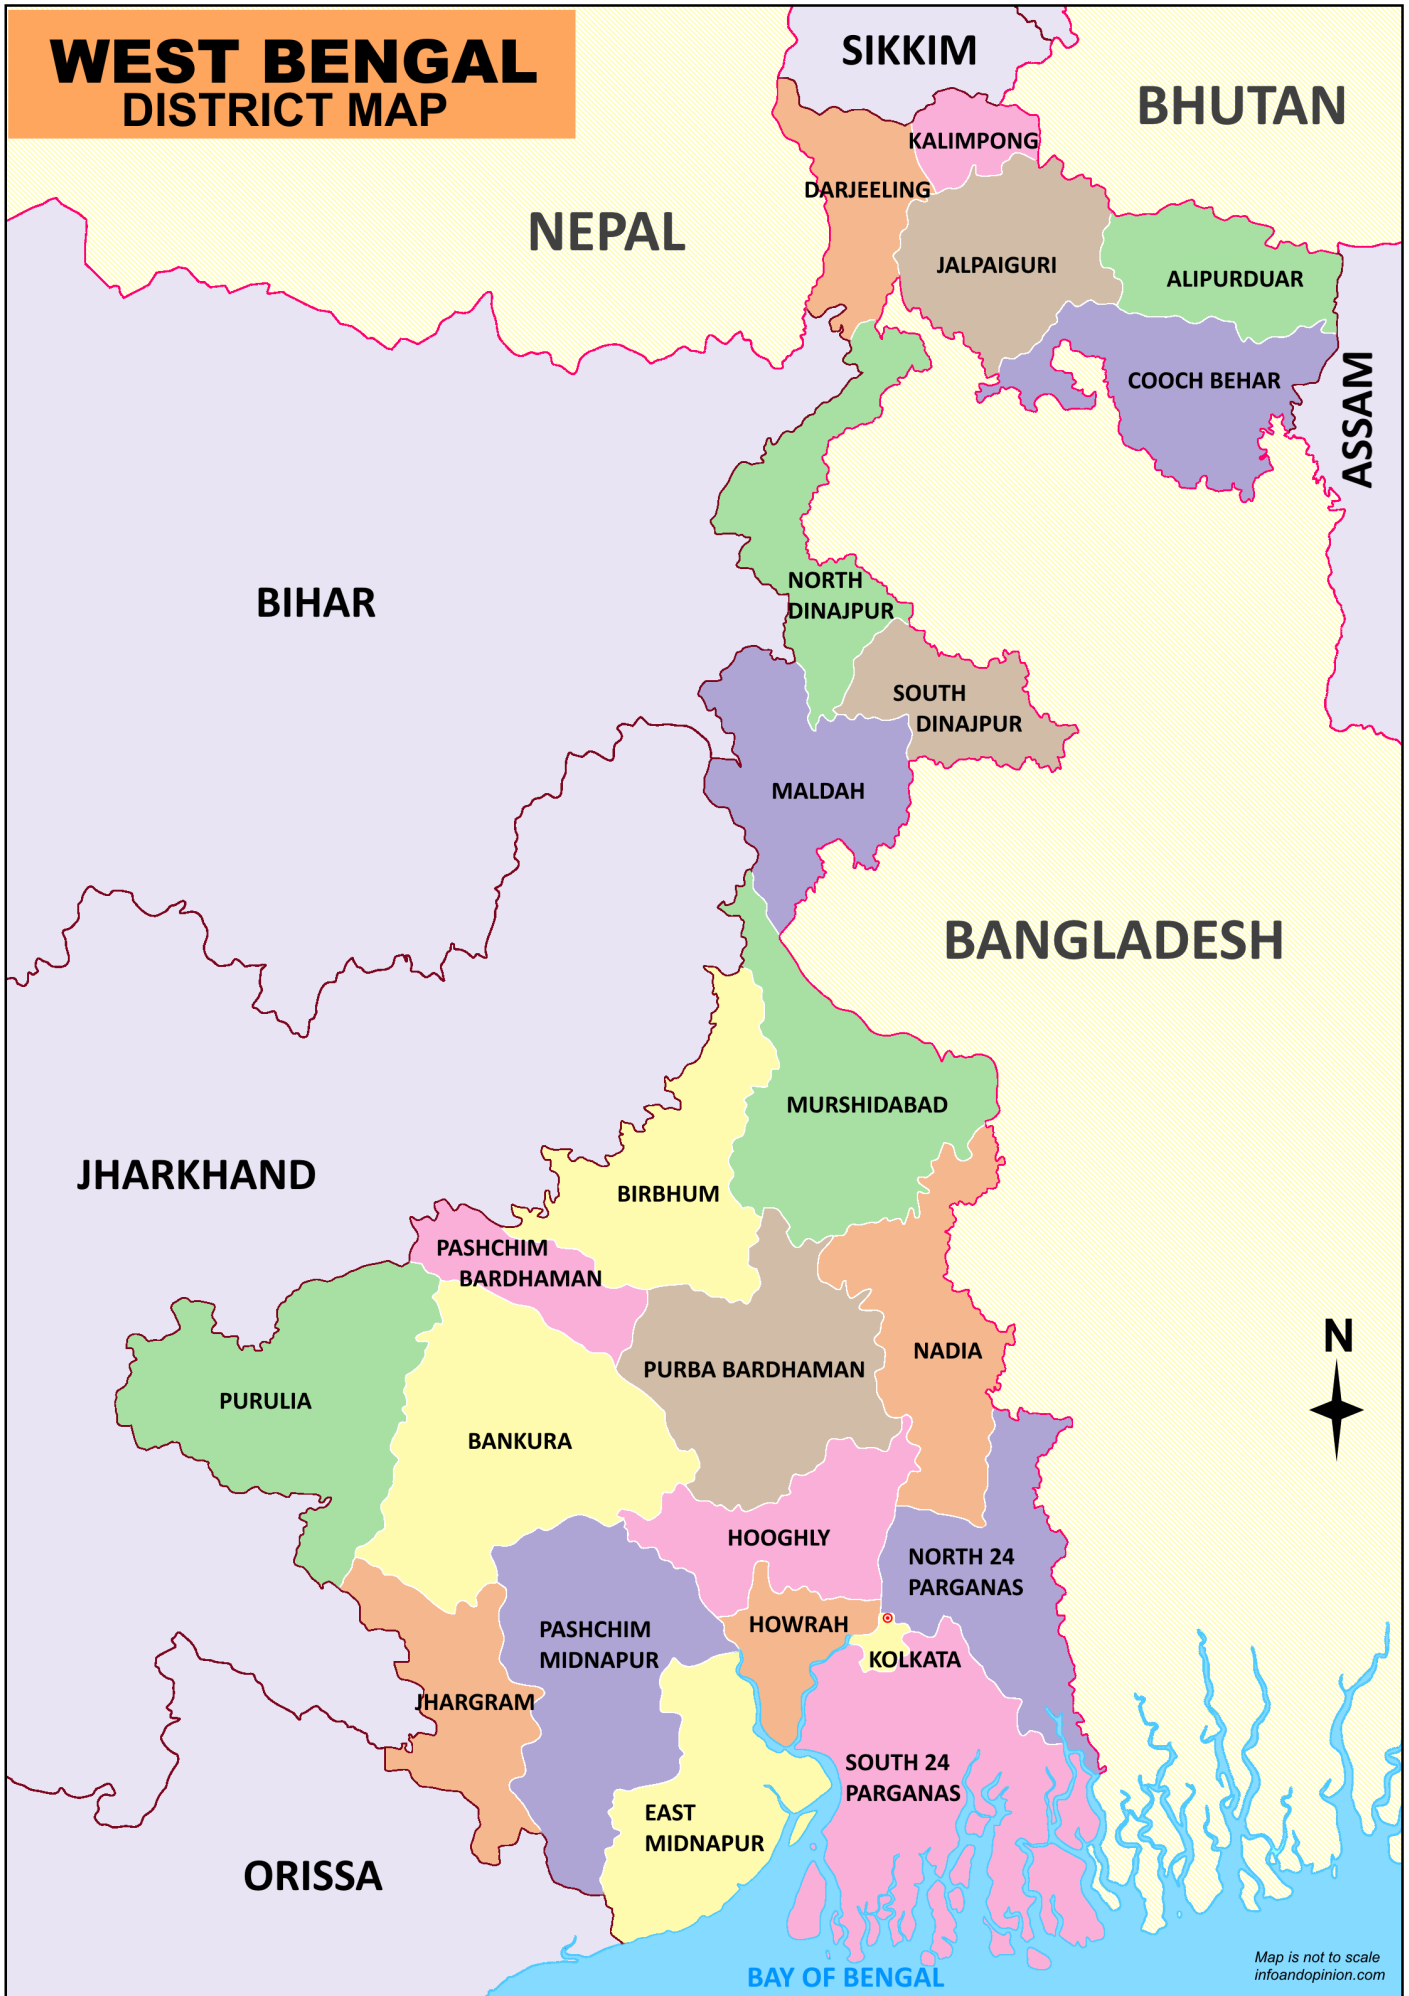 WEST BENGAL
DISTRICT MAP
SIKKIM
BHUTAN
KALIMPONG
DARJEELING
NEPAL
JALPAIGURI
ALIPURDUAR
COOCH BEHAR
ASSAM
BIHAR
NORTH
DINAJPUR
SOUTH
DINAJPUR
MALDAH
BANGLADESH
MURSHIDABAD
JHARKHAND
BIRBHUM
PASHCHIM
BARDHAMAN
N
NADIA
PURBA BARDHAMAN
PURULIA
BANKURA
HOOGHLY
NORTH 24
PARGANAS
HOWRAH
PASHCHIM
MIDNAPUR
KOLKATA
JHARGRAM
SOUTH 24
PARGANAS
EAST
MIDNAPUR
ORISSA
BAY OF BENGAL
Map is not to scale
infoandopinion.com